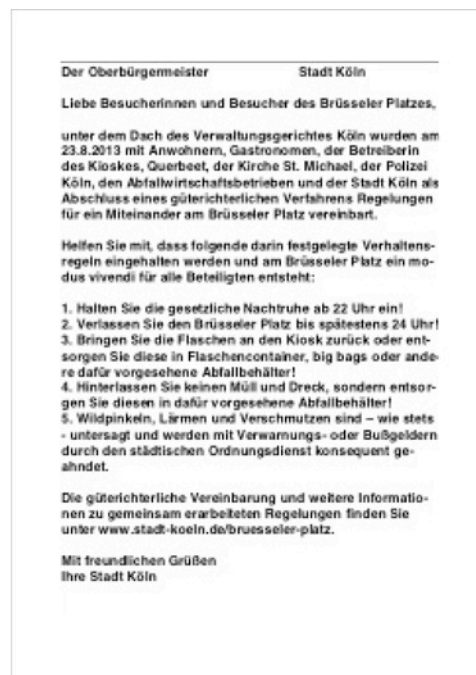 Der Oberbürgermeister Stadt Köln
Liebe Besucherinnen und Besucher des Brüsseler Platzes,
unter dem Dach des Verwaltungsgerichtes Köln wurden am
23.8.2013 mit Anwohnern, Gastronomen, der Betreiberin
des Kioskes, Querbeet, der Kirche St. Michael, der Polizei
Köln, den Abfallwirtschaftsbetrieben und der Stadt Köln als
Abschluss eines güterichterlichen Verfahrens Regelungen
für ein Miteinander am Brüsseler Platz vereinbart.
Helfen Sie mit, dass folgende darin festgelegte Verhaltens-
regeln eingehalten werden und am Brüsseler Platz ein mo-
dus vivendi für alle Beteiligten entsteht:
1. Halten Sie die gesetzliche Nachtruhe ab 22 Uhr ein!
2. Verlassen Sie den Brüsseler Platz bis spätestens 24 Uhr!
3. Bringen Sie die Flaschen an den Kiosk zurück oder ent-
sorgen Sie diese in Flaschencontainer, big bags oder ande-
re dafür vorgesehene Abfallbehälter!
4. Hinterlassen Sie keinen Müll und Dreck, sondern entsor-
gen Sie diesen in dafür vorgesehene Abfallbehälter!
5. Wildpinkeln, Lärmen und Verschmutzen sind – wie stets
- untersagt und werden mit Verwarnungs- oder Bußgeldern
durch den städtischen Ordnungsdienst konsequent ge-
ahndet.
Die güterichterliche Vereinbarung und weitere Informatio-
nen zu gemeinsam erarbeiteten Regelungen finden Sie
unter www.stadt-koeln.de/bruesseler-platz.
Mit freundlichen Grüßen
Ihre Stadt Köln